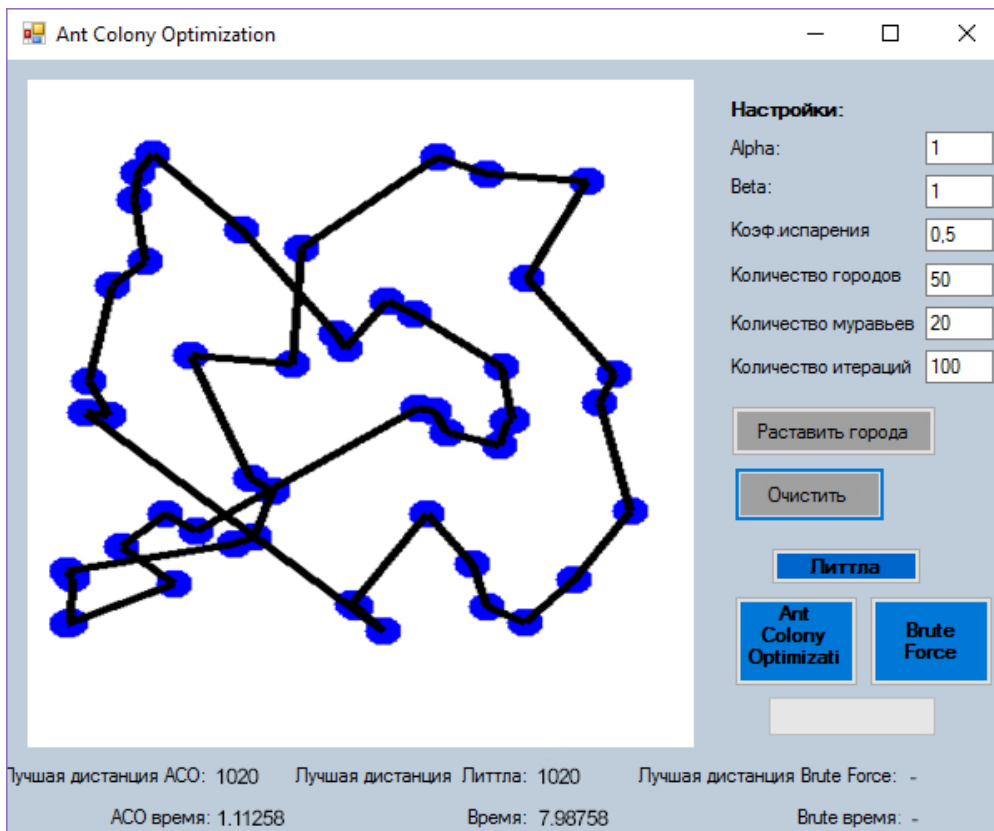 Ant Colony Optimization
Настройки:
Alpha: 1
Beta: 1
Коэф.испарения 0,5
Количество городов 50
Количество муравьев 20
Количество итераций 100
Раставить города
Очистить
Литтла
Ant
Colony
Optimizati
Brute
Force
Лучшая дистанция ACO: 1020 Лучшая дистанция Литтла: 1020 Лучшая дистанция Brute Force: -
ACO время: 1.11258 Время: 7.98758 Brute время: -